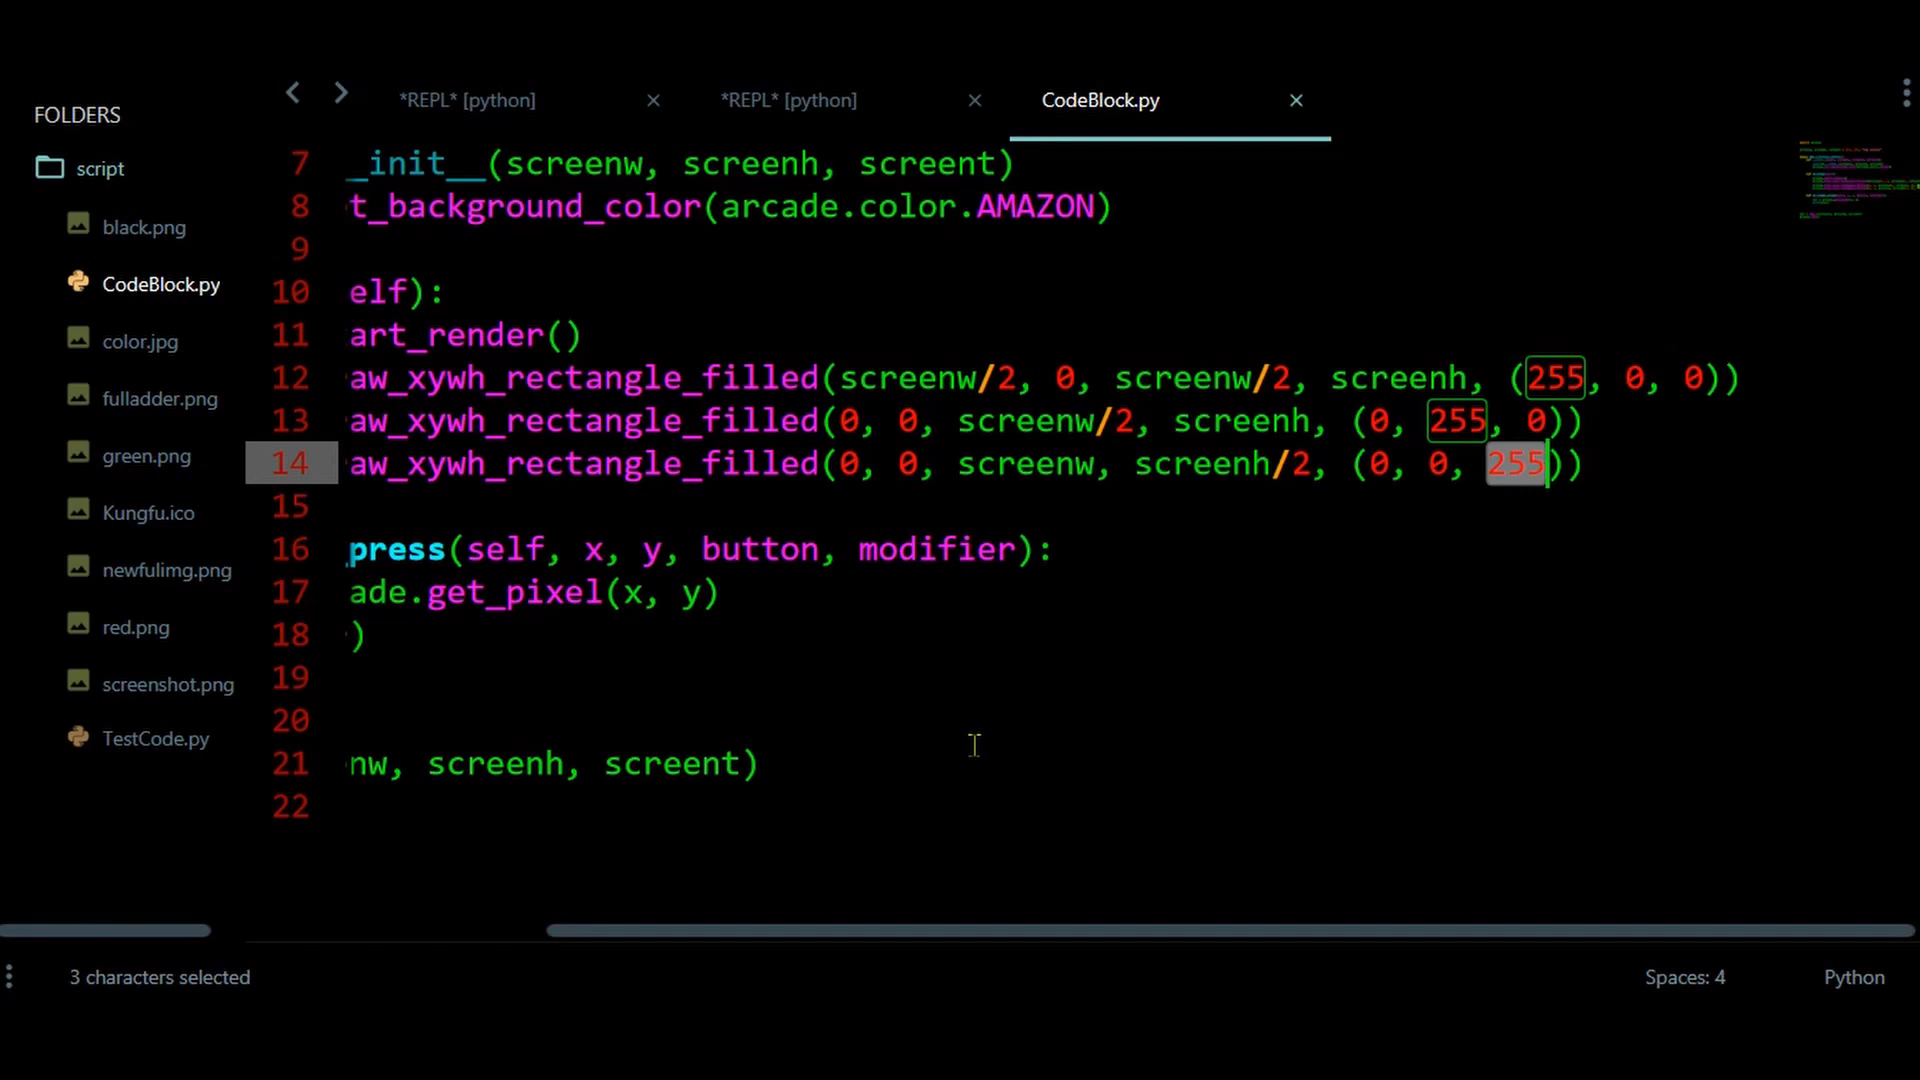 *REPL* [python]
*REPL* [python]
CodeBlock.py
FOLDERS
script
black.png
CodeBlock.py
color.jpg
fulladder.png
green.png
Kungfu.ico
newfulimg.png
red.png
screenshot.png
TestCode.py
7 _init__(screenw, screenh, screent)
8 t_background_color(arcade.color.AMAZON)
9
10 elf):
11 art_render()
12 aw_xywh_rectangle_filled(screenw/2, 0, screenw/2, screenh, (255, 0, 0))
13 aw_xywh_rectangle_filled(0, 0, screenw/2, screenh, (0, 255, 0))
14 aw_xywh_rectangle_filled(0, 0, screenw, screenh/2, (0, 0, 255))
15
16 press(self, x, y, button, modifier):
17 ade.get_pixel(x, y)
18 )
19
20
21 nw, screenh, screent)
22
3 characters selected
Spaces: 4
Python